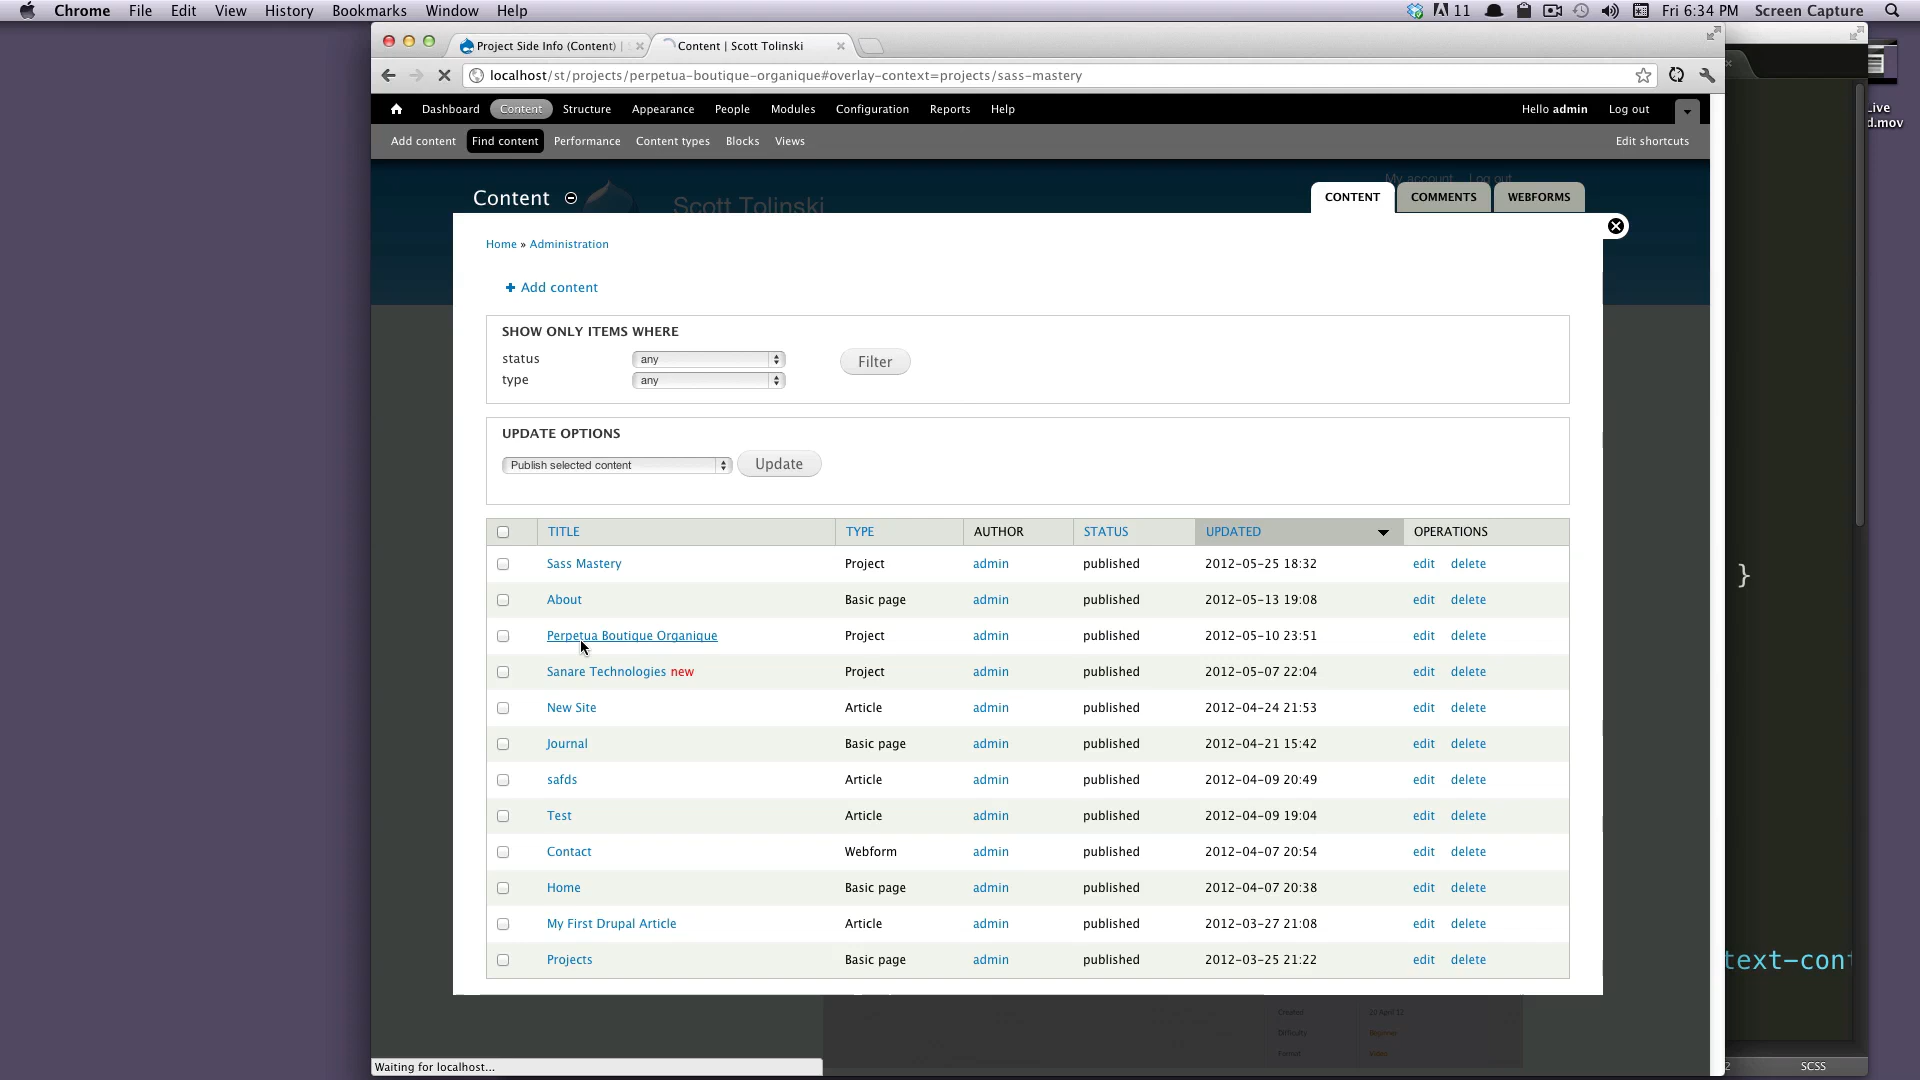 Chrome File Edit View History Bookmarks Window Help 11 Fri 6:34 PM Screen Capture
Project Side Info (Content) | Content | Scott Tolinski
localhost/st/projects/perpetua-boutique-organique#overlay-context=projects/sass-mastery
Live
d.mov
Dashboard Content Structure Appearance People Modules Configuration Reports Help Hello admin Log out
Add content Find content Performance Content types Blocks Views Edit shortcuts
My account Log out
Content Scott Tolinski CONTENT COMMENTS WEBFORMS
Home » Administration
+ Add content
SHOW ONLY ITEMS WHERE
status any Filter
type any
UPDATE OPTIONS
Publish selected content Update
TITLE TYPE AUTHOR STATUS UPDATED OPERATIONS
Sass Mastery Project admin published 2012-05-25 18:32 edit delete
}
About Basic page admin published 2012-05-13 19:08 edit delete
Perpetua Boutique Organique Project admin published 2012-05-10 23:51 edit delete
Sanare Technologies new Project admin published 2012-05-07 22:04 edit delete
New Site Article admin published 2012-04-24 21:53 edit delete
Journal Basic page admin published 2012-04-21 15:42 edit delete
safds Article admin published 2012-04-09 20:49 edit delete
Test Article admin published 2012-04-09 19:04 edit delete
Contact Webform admin published 2012-04-07 20:54 edit delete
Home Basic page admin published 2012-04-07 20:38 edit delete
My First Drupal Article Article admin published 2012-03-27 21:08 edit delete
Projects Basic page admin published 2012-03-25 21:22 edit delete
text-con
Created 20 April 12
Difficulty Beginner
Format Video
Waiting for localhost... 2 SCSS